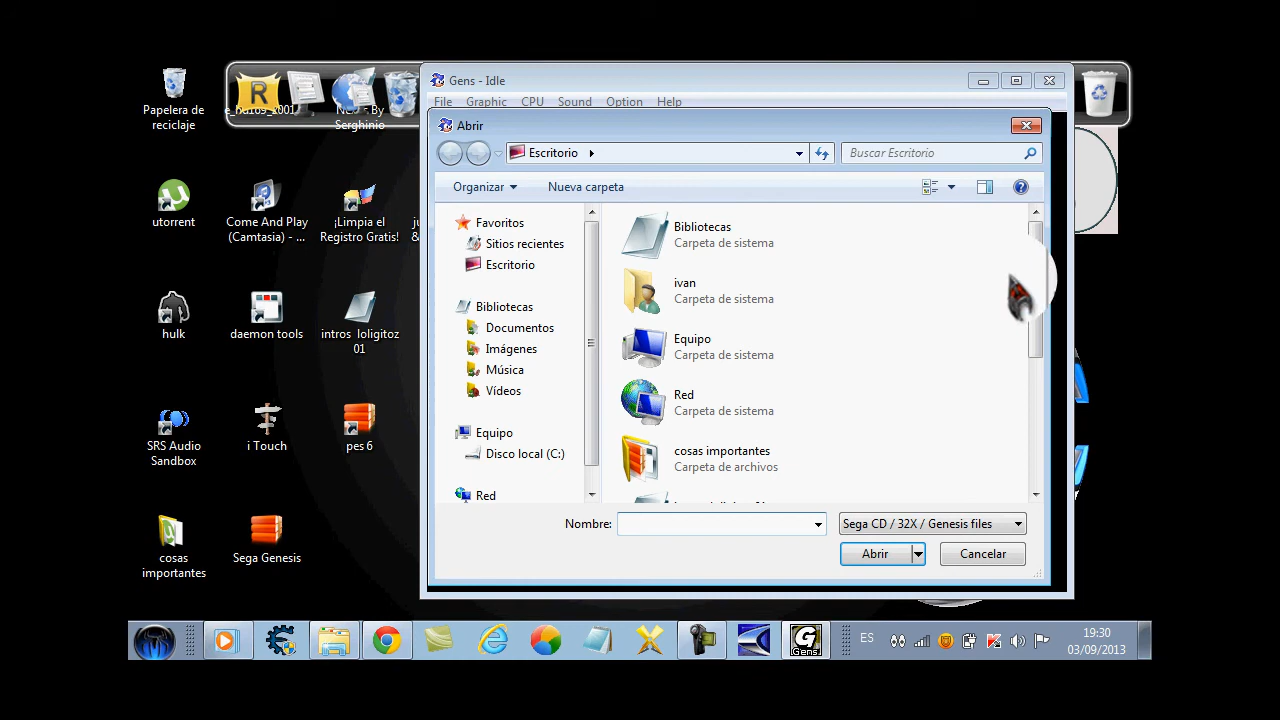 Papelera de
reciclaje
utorrent
Come And Play
(Camtasia) - ...
¡Limpia el
Registro Gratis!
hulk
daemon tools
intros loligitoz
01
SRS Audio
Sandbox
i Touch
pes 6
cosas
importantes
Sega Genesis
R
By
Serghinio
Gens - Idle
File Graphic CPU Sound Option Help
Abrir
Escritorio
Buscar Escritorio
Organizar Nueva carpeta
Favoritos
Sitios recientes
Escritorio
Bibliotecas
Documentos
Imágenes
Música
Vídeos
Equipo
Disco local (C:)
Red
Bibliotecas
Carpeta de sistema
ivan
Carpeta de sistema
Equipo
Carpeta de sistema
Red
Carpeta de sistema
cosas importantes
Carpeta de archivos
Nombre:
Sega CD / 32X / Genesis files
Abrir
Cancelar
G
Gens
ES
19:30
03/09/2013